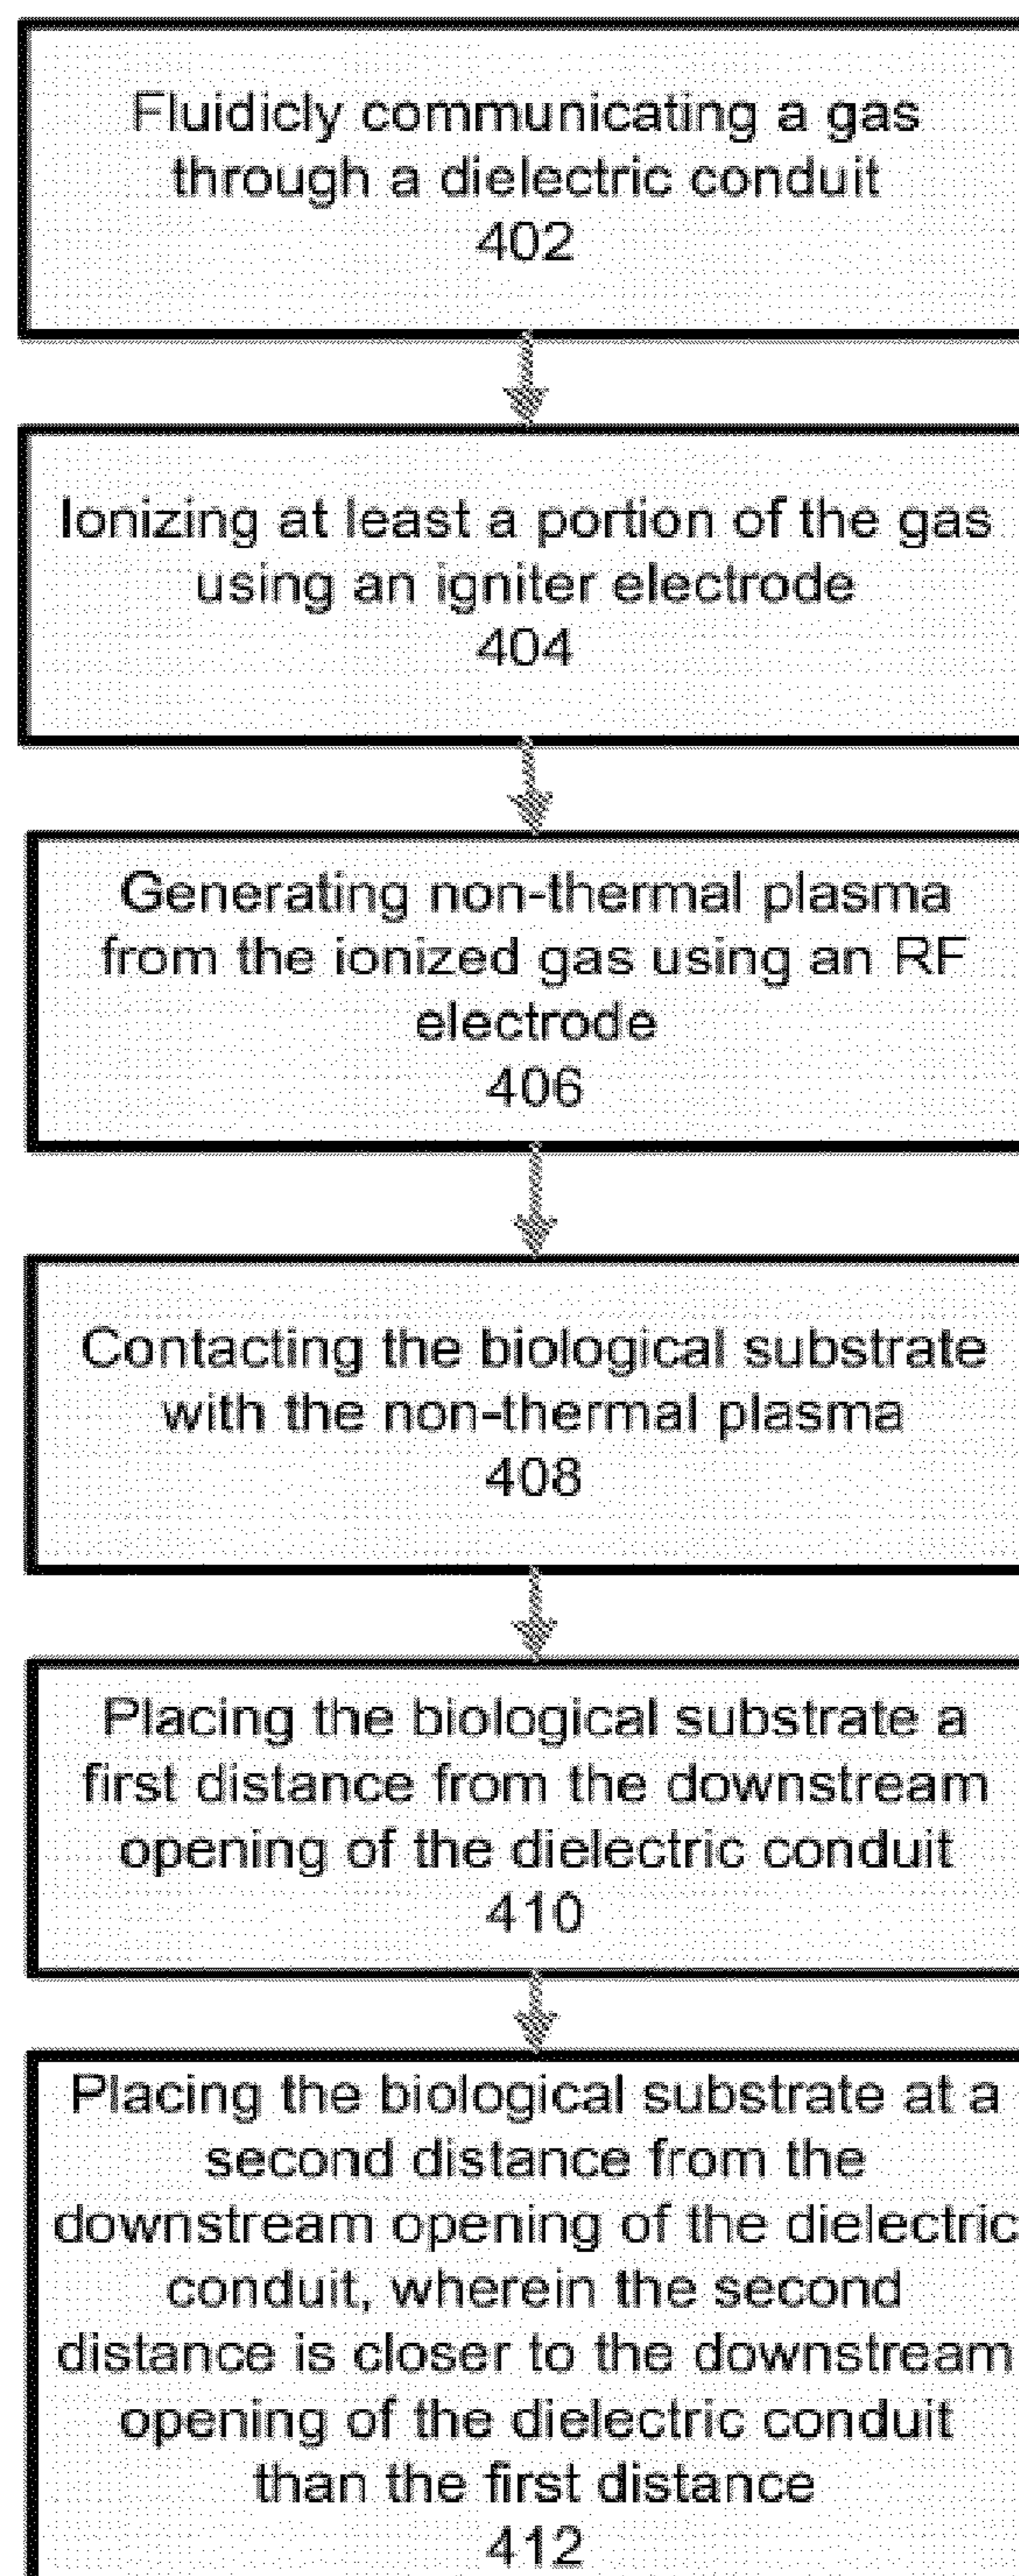 Fluidicly communicating a gas
through a dielectric conduit
402
Ionizing at least a portion of the gas
using an igniter electrode
404
Generating non-thermal plasma
from the ionized gas using an RF
electrode
406
Contacting the biological substrate
with the non-thermal plasma
408
Placing the biological substrate a
first distance from the downstream
opening of the dielectric conduit
410
Placing the biological substrate at a
second distance from the
downstream opening of the dielectric
conduit, wherein the second
distance is closer to the downstream
opening of the dielectric conduit
than the first distance
412